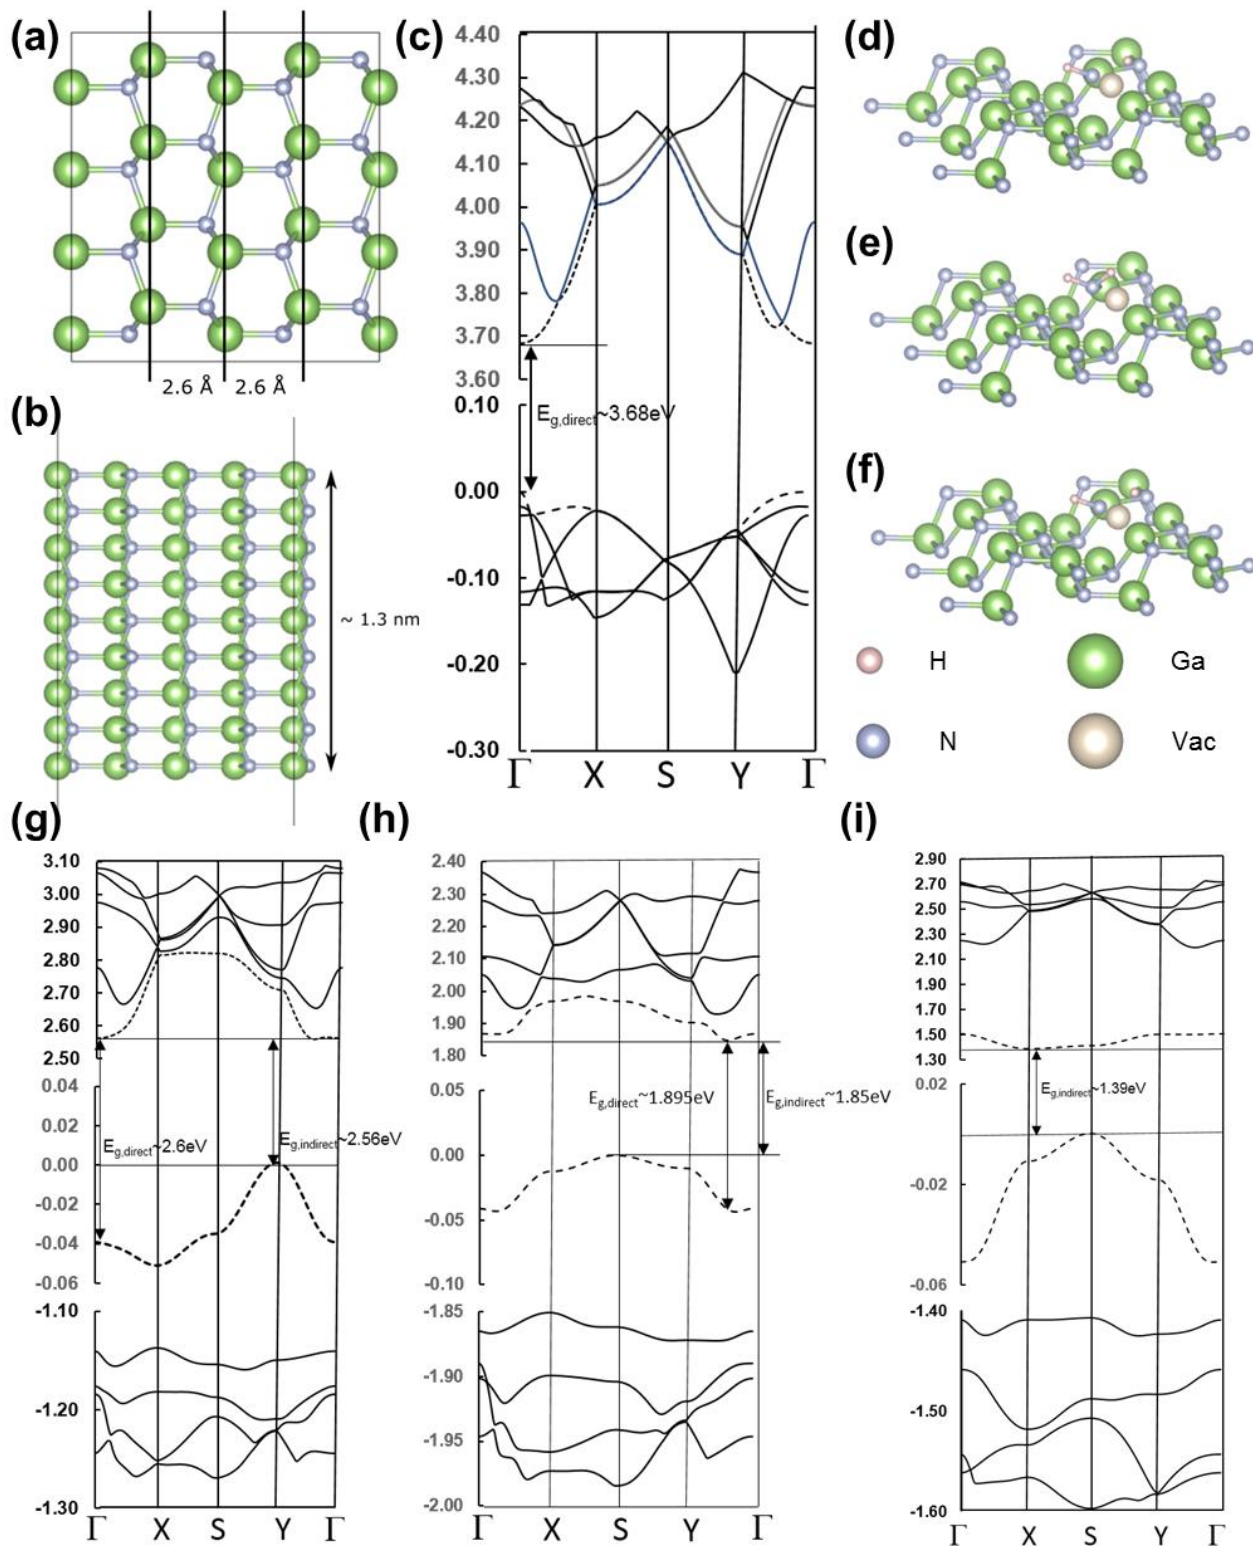 (a)
2.6 Å 2.6 Å
(b)
~ 1.3 nm
(c)
4.40
4.30
4.20
4.10
4.00
3.90
3.80
3.70
3.60
0.10
E_g,direct~3.68eV
0.00
-0.10
-0.20
-0.30
Γ X S Y Γ
(d)
(e)
(f)
H Ga
N Vac
(g)
3.10
3.00
2.90
2.80
2.70
2.60
2.50
0.04
0.02
E_g,direct~2.6eV E_g,indirect~2.56eV
0.00
-0.02
-0.04
-0.06
-1.10
-1.20
-1.30
Γ X S Y Γ
(h)
2.40
2.30
2.20
2.10
2.00
1.90
1.80
0.05
E_g,direct~1.895eV E_g,indirect~1.85eV
0.00
-0.05
-0.10
-1.85
-1.90
-1.95
-2.00
Γ X S Y Γ
(i)
2.90
2.70
2.50
2.30
2.10
1.90
1.70
1.50
1.30
0.02
E_g,indirect~1.39eV
-0.02
-0.06
-1.40
-1.50
-1.60
Γ X S Y Γ